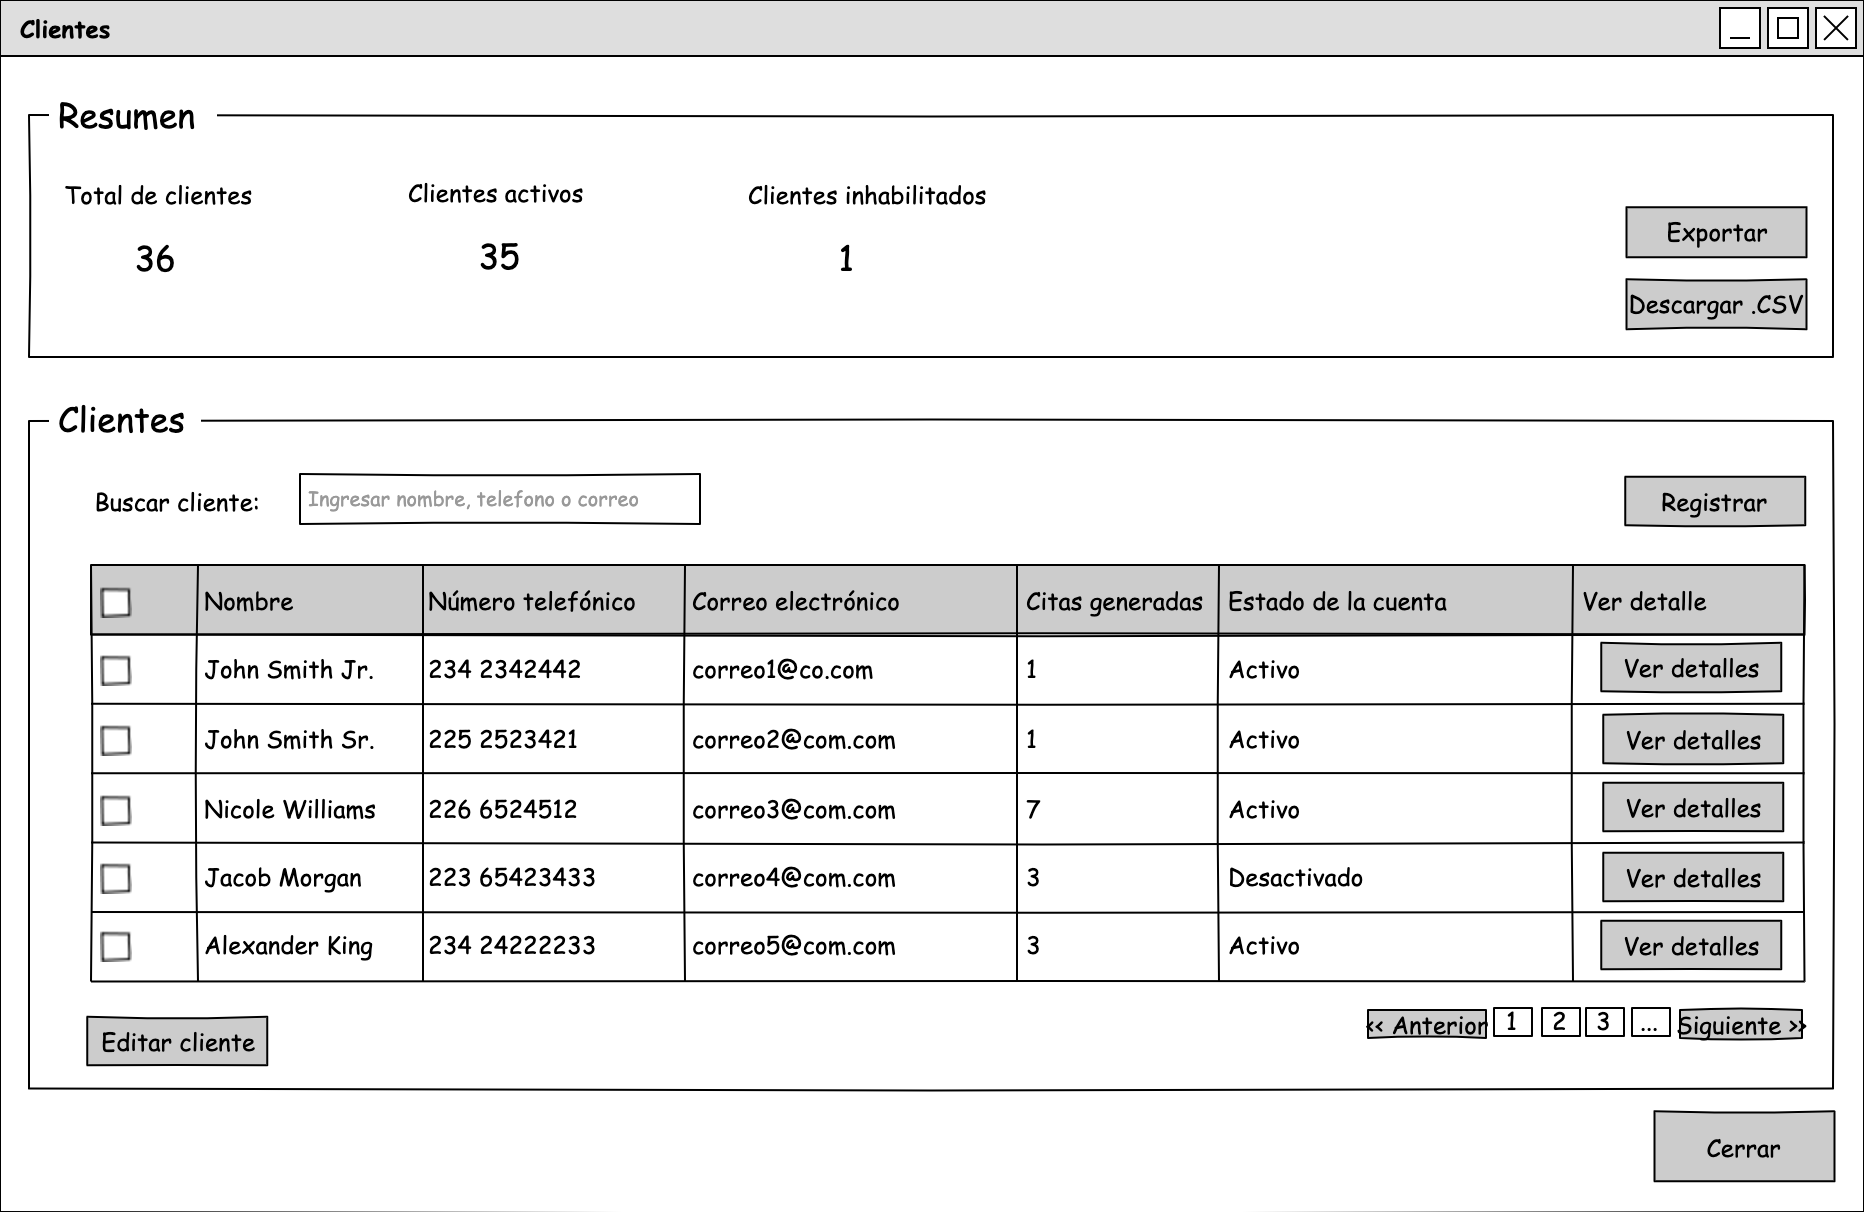 Clientes
Resumen
Total de clientes Clientes activos Clientes inhabilitados
36 35 1
Exportar
Descargar .CSV
Clientes
Buscar cliente: Ingresar nombre, telefono o correo Registrar
Nombre Número telefónico Correo electrónico Citas generadas Estado de la cuenta Ver detalle
John Smith Jr. 234 2342442 correo1@co.com 1 Activo Ver detalles
John Smith Sr. 225 2523421 correo2@com.com 1 Activo Ver detalles
Nicole Williams 226 6524512 correo3@com.com 7 Activo Ver detalles
Jacob Morgan 223 65423433 correo4@com.com 3 Desactivado Ver detalles
Alexander King 234 24222233 correo5@com.com 3 Activo Ver detalles
Editar cliente << Anterior 1 2 3 ... Siguiente >>
Cerrar